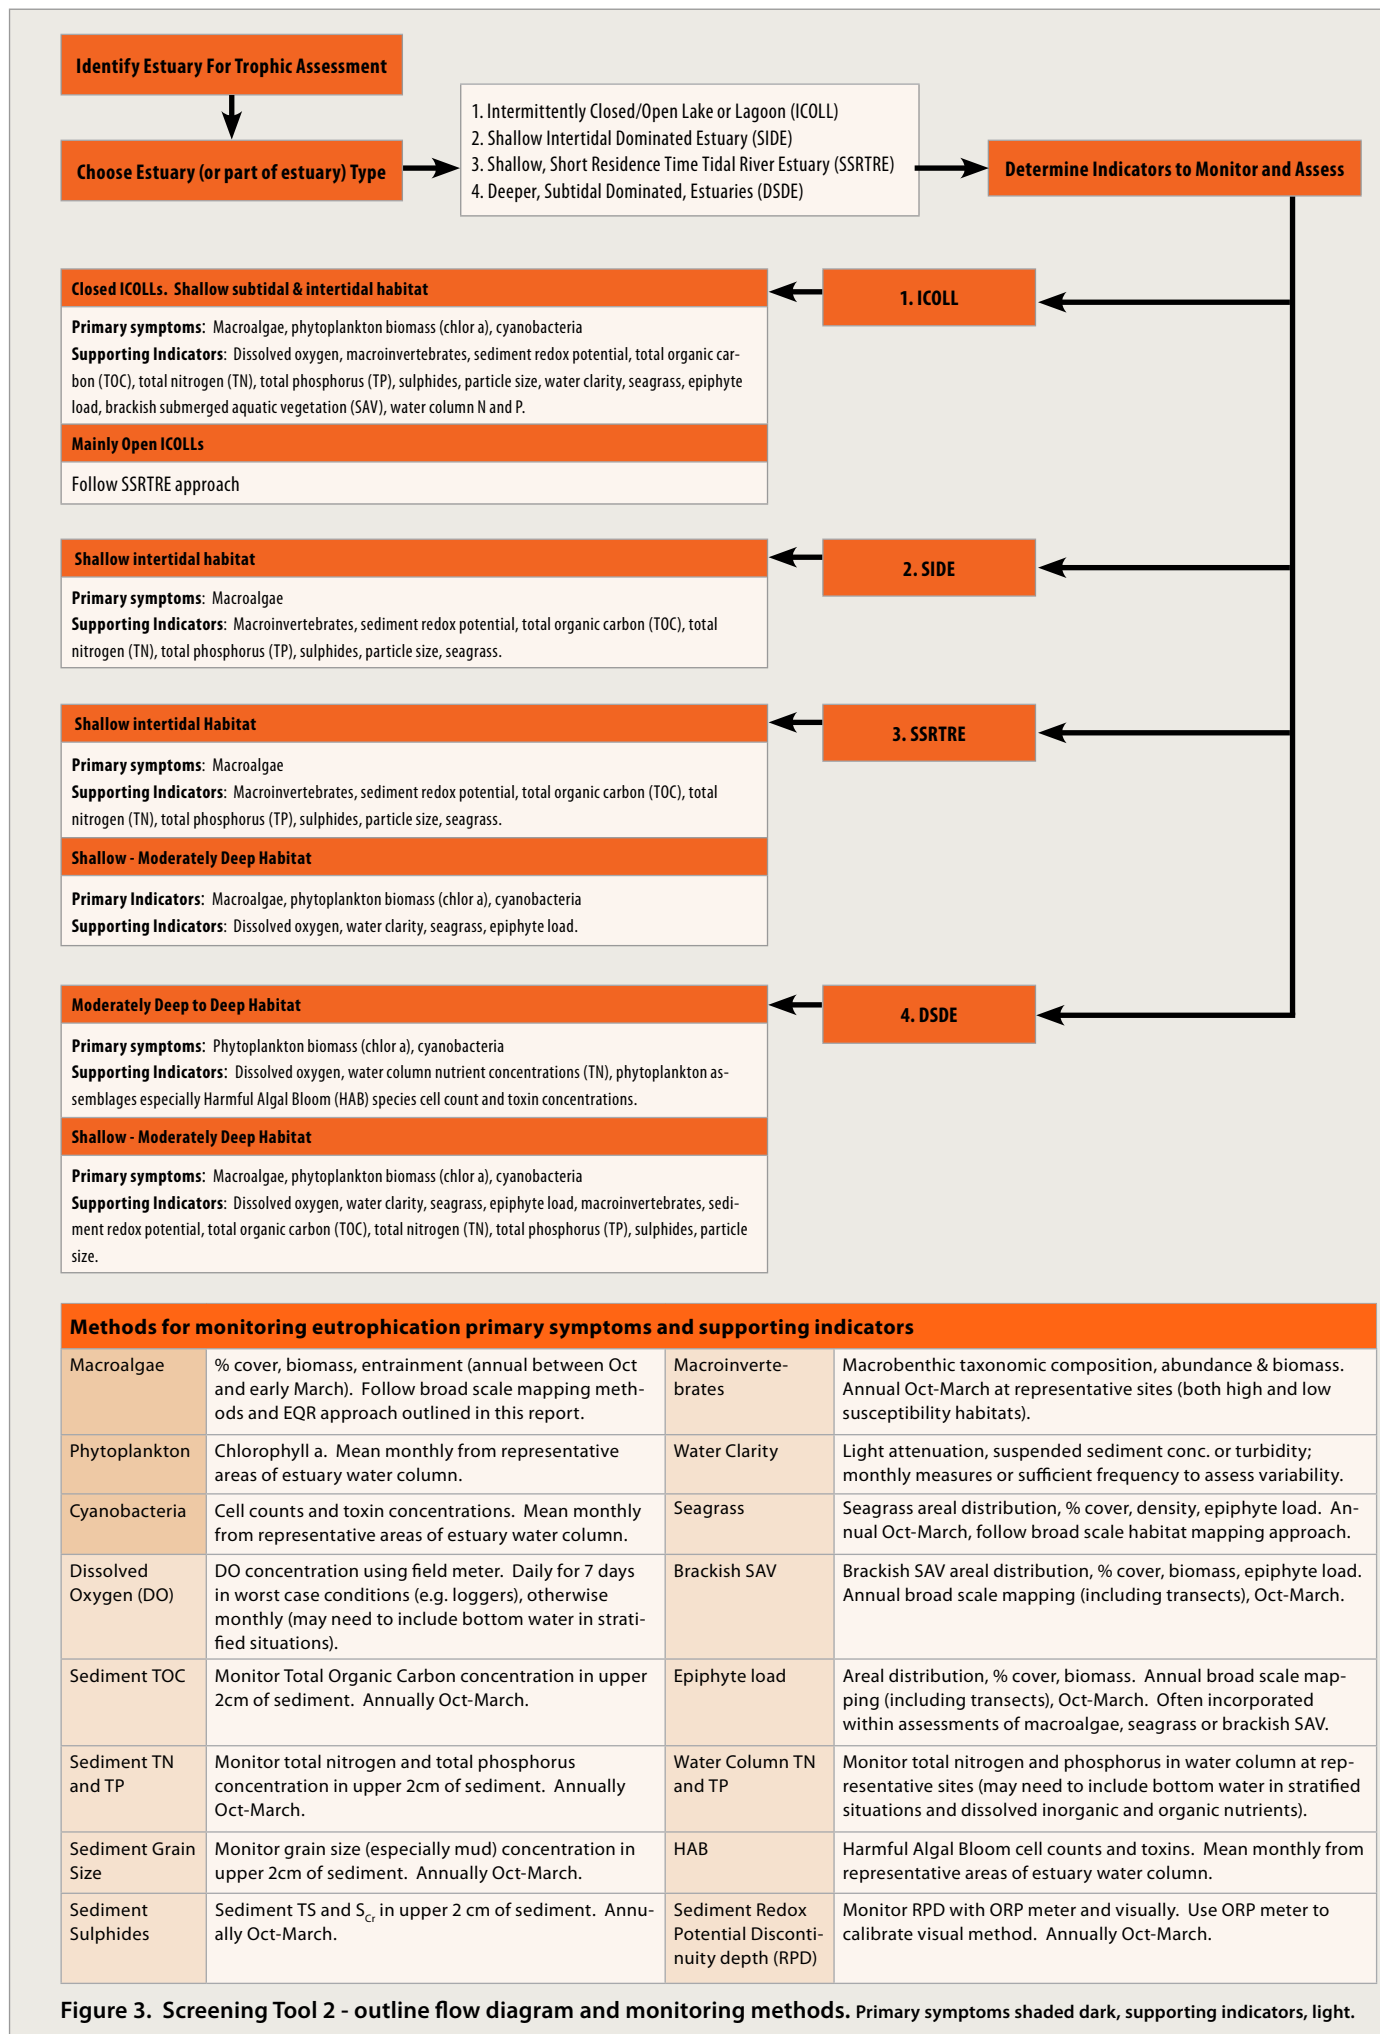 Identify Estuary For Trophic Assessment
Choose Estuary (or part of estuary) Type
1. Intermittently Closed/Open Lake or Lagoon (ICOLL)
2. Shallow Intertidal Dominated Estuary (SIDE)
3. Shallow, Short Residence Time Tidal River Estuary (SSRTRE)
4. Deeper, Subtidal Dominated, Estuaries (DSDE)
Determine Indicators to Monitor and Assess
Closed ICOLLs. Shallow subtidal & intertidal habitat
1. ICOLL
Primary symptoms: Macroalgae, phytoplankton biomass (chlor a), cyanobacteria
Supporting Indicators: Dissolved oxygen, macroinvertebrates, sediment redox potential, total organic car-
bon (TOC), total nitrogen (TN), total phosphorus (TP), sulphides, particle size, water clarity, seagrass, epiphyte
load, brackish submerged aquatic vegetation (SAV), water column N and P.
Mainly Open ICOLLs
Follow SSRTRE approach
Shallow intertidal habitat
2. SIDE
Primary symptoms: Macroalgae
Supporting Indicators: Macroinvertebrates, sediment redox potential, total organic carbon (TOC), total
nitrogen (TN), total phosphorus (TP), sulphides, particle size, seagrass.
Shallow intertidal Habitat
3. SSRTRE
Primary symptoms: Macroalgae
Supporting Indicators: Macroinvertebrates, sediment redox potential, total organic carbon (TOC), total
nitrogen (TN), total phosphorus (TP), sulphides, particle size, seagrass.
Shallow - Moderately Deep Habitat
Primary Indicators: Macroalgae, phytoplankton biomass (chlor a), cyanobacteria
Supporting Indicators: Dissolved oxygen, water clarity, seagrass, epiphyte load.
Moderately Deep to Deep Habitat
4. DSDE
Primary symptoms: Phytoplankton biomass (chlor a), cyanobacteria
Supporting Indicators: Dissolved oxygen, water column nutrient concentrations (TN), phytoplankton as-
semblages especially Harmful Algal Bloom (HAB) species cell count and toxin concentrations.
Shallow - Moderately Deep Habitat
Primary symptoms: Macroalgae, phytoplankton biomass (chlor a), cyanobacteria
Supporting Indicators: Dissolved oxygen, water clarity, seagrass, epiphyte load, macroinvertebrates, sedi-
ment redox potential, total organic carbon (TOC), total nitrogen (TN), total phosphorus (TP), sulphides, particle
size.
Methods for monitoring eutrophication primary symptoms and supporting indicators
Macroalgae
% cover, biomass, entrainment (annual between Oct
and early March). Follow broad scale mapping meth-
ods and EQR approach outlined in this report.
Macroinverte-
brates
Macrobenthic taxonomic composition, abundance & biomass.
Annual Oct-March at representative sites (both high and low
susceptibility habitats).
Phytoplankton
Chlorophyll a. Mean monthly from representative
areas of estuary water column.
Water Clarity
Light attenuation, suspended sediment conc. or turbidity;
monthly measures or sufficient frequency to assess variability.
Cyanobacteria
Cell counts and toxin concentrations. Mean monthly
from representative areas of estuary water column.
Seagrass
Seagrass areal distribution, % cover, density, epiphyte load. An-
nual Oct-March, follow broad scale habitat mapping approach.
Dissolved
Oxygen (DO)
DO concentration using field meter. Daily for 7 days
in worst case conditions (e.g. loggers), otherwise
monthly (may need to include bottom water in strati-
fied situations).
Brackish SAV
Brackish SAV areal distribution, % cover, biomass, epiphyte load.
Annual broad scale mapping (including transects), Oct-March.
Sediment TOC
Monitor Total Organic Carbon concentration in upper
2cm of sediment. Annually Oct-March.
Epiphyte load
Areal distribution, % cover, biomass. Annual broad scale map-
ping (including transects), Oct-March. Often incorporated
within assessments of macroalgae, seagrass or brackish SAV.
Sediment TN
and TP
Monitor total nitrogen and total phosphorus
concentration in upper 2cm of sediment. Annually
Oct-March.
Water Column TN
and TP
Monitor total nitrogen and phosphorus in water column at rep-
resentative sites (may need to include bottom water in stratified
situations and dissolved inorganic and organic nutrients).
Sediment Grain
Size
Monitor grain size (especially mud) concentration in
upper 2cm of sediment. Annually Oct-March.
HAB
Harmful Algal Bloom cell counts and toxins. Mean monthly from
representative areas of estuary water column.
Sediment
Sulphides
Sediment TS and SCr in upper 2 cm of sediment. Annu-
ally Oct-March.
Sediment Redox
Potential Disconti-
nuity depth (RPD)
Monitor RPD with ORP meter and visually. Use ORP meter to
calibrate visual method. Annually Oct-March.
Figure 3. Screening Tool 2 - outline flow diagram and monitoring methods. Primary symptoms shaded dark, supporting indicators, light.